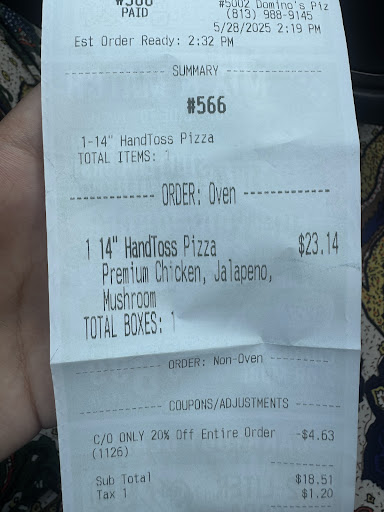 #566
#5002 Domino's Piz
PAID
(813) 988-9145
5/28/2025 2:19 PM
Est Order Ready: 2:32 PM
SUMMARY
#566
1-14" HandToss Pizza
TOTAL ITEMS: 1
ORDER: Oven
1 14" HandToss Pizza $23.14
Premium Chicken, Jalapeno,
Mushroom
TOTAL BOXES: 1
ORDER: Non-Oven
COUPONS/ADJUSTMENTS
C/O ONLY 20% Off Entire Order -$4.63
(1126)
Sub Total $18.51
Tax 1 $1.20